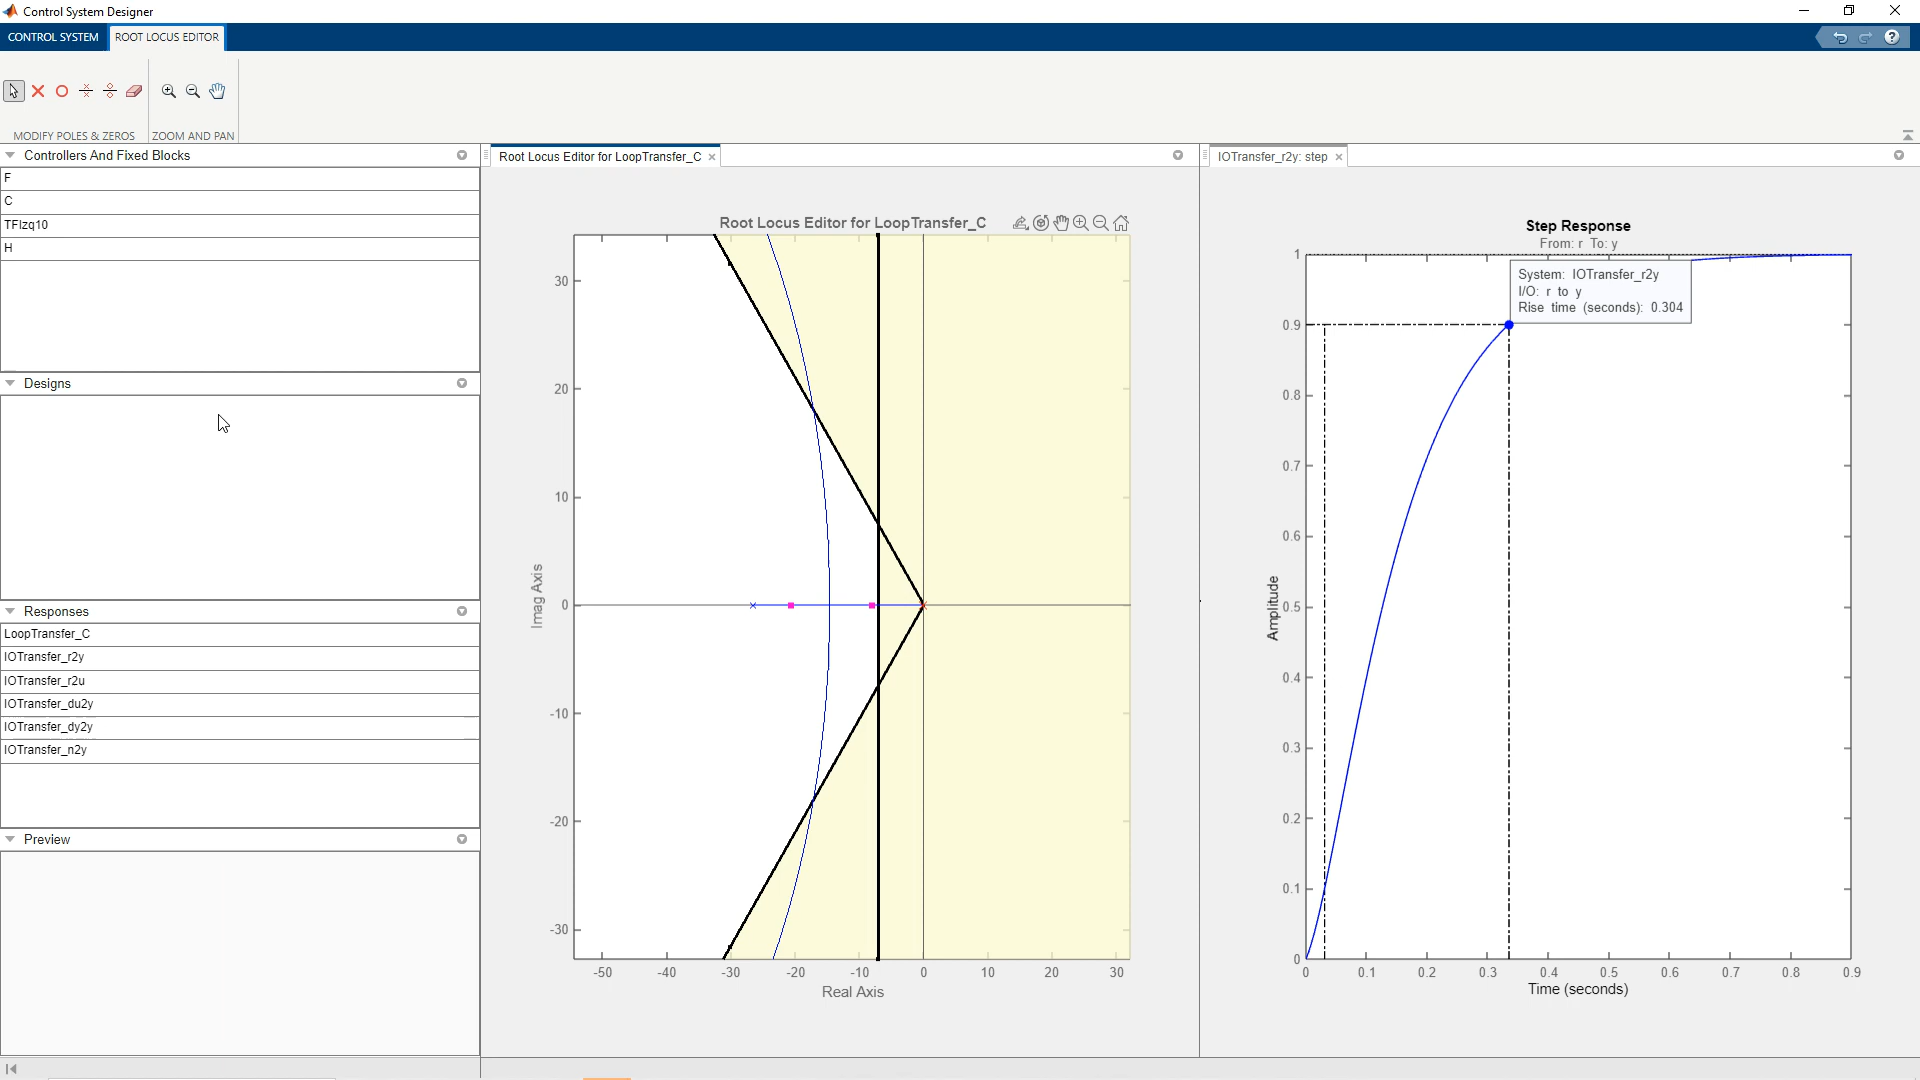 Control System Designer
CONTROL SYSTEM
ROOT LOCUS EDITOR
MODIFY POLES & ZEROS
ZOOM AND PAN
Controllers And Fixed Blocks
F
C
TFIzq10
H
Designs
Responses
LoopTransfer_C
IOTransfer_r2y
IOTransfer_r2u
IOTransfer_du2y
IOTransfer_dy2y
IOTransfer_n2y
Preview
Root Locus Editor for LoopTransfer_C
Root Locus Editor for LoopTransfer_C
30
20
10
0
-10
-20
-30
Imag Axis
-50 -40 -30 -20 -10 0 10 20 30
Real Axis
IOTransfer_r2y: step
Step Response
From: r To: y
System: IOTransfer_r2y
I/O: r to y
Rise time (seconds): 0.304
1
0.9
0.8
0.7
0.6
0.5
0.4
0.3
0.2
0.1
0
Amplitude
0 0.1 0.2 0.3 0.4 0.5 0.6 0.7 0.8 0.9
Time (seconds)